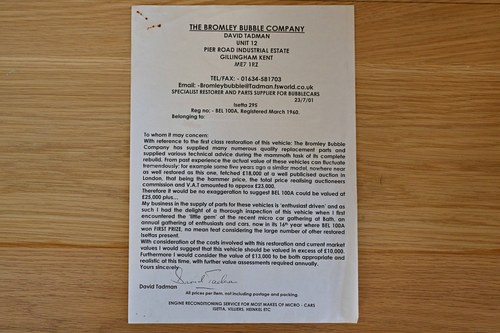 THE BROMLEY BUBBLE COMPANY
DAVID TADMAN
UNIT 12
PIER ROAD INDUSTRIAL ESTATE
GILLINGHAM KENT
ME7 1RZ
TEL/FAX: - 01634-581703
Email: -Bromleybubble@Tadman.fsworld.co.uk
SPECIALIST RESTORER AND PARTS SUPPLIER FOR BUBBLECARS
23/7/01
Isetta 295
Reg no: - BEL 100A. Registered March 1960.
Belonging to:
To whom it may concern:
With reference to the first class restoration of this vehicle: The Bromley Bubble
Company has supplied many numerous quality replacement parts and
supplied various technical advice during the mammoth task of its complete
rebuild. From past experience the actual value of these vehicles can fluctuate
tremendously; for example some five years ago a similar model, nowhere near
as well restored as this one, fetched £18,000 at a well publicised auction in
London, that being the hammer price, the total price realising auctioneers
commission and V.A.T amounted to approx £23,000.
Therefore it would be no exaggeration to suggest BEL 100A could be valued at
£25,000 plus...
My business in the supply of parts for these vehicles is 'enthusiast driven' and as
such I had the delight of a thorough inspection of this vehicle when I first
encountered the 'little gem' at the recent micro car gathering at Bath, an
annual gathering of enthusiasts and cars, now in its 16th year where BEL 100A
won FIRST PRIZE, no mean feat considering the large number of other restored
Isettas present.
With consideration of the costs involved with this restoration and current market
values I would suggest that this vehicle should be valued in excess of £10,000.
Furthermore I would consider the value of £13,000 to be both appropriate and
realistic at this time, with further value assessments required annually.
Yours sincerely
David Tadman
David Tadman
All prices per item, not including postage and packing.
ENGINE RECONDITIONING SERVICE FOR MOST MAKES OF MICRO - CARS
ISETTA, VILLIERS, HEINKEL ETC